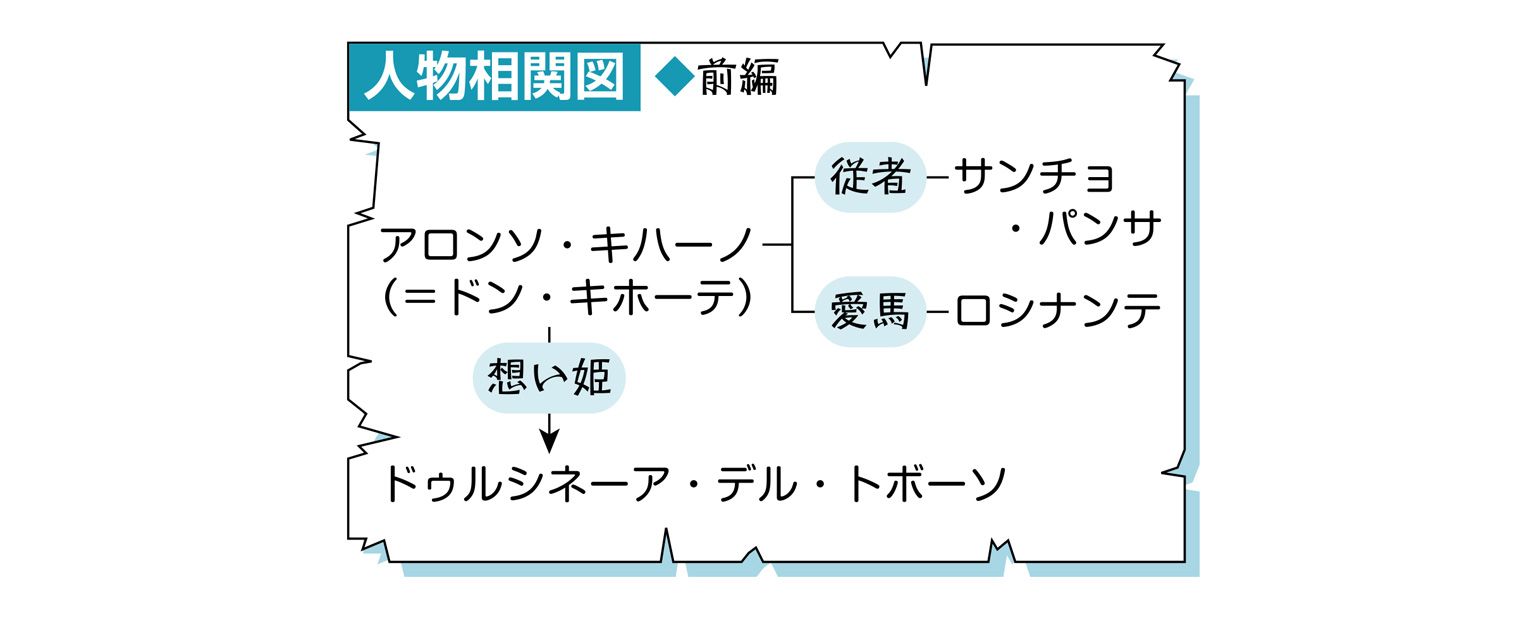 人物相関図 ◆前編
従者 サンチョ
・パンサ
アロンソ・キハーノ
(=ドン・キホーテ)
愛馬 ロシナンテ
想い姫
ドゥルシネーア・デル・トボーソ